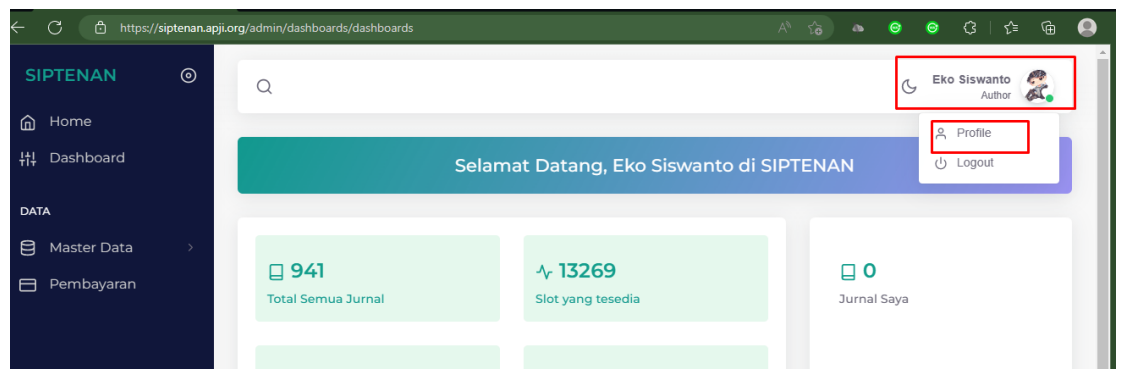 https://siptenan.apji.org/admin/dashboards/dashboards
SIPTENAN
Home
Dashboard
DATA
Master Data
Pembayaran
Eko Siswanto
Author
Profile
Logout
Selamat Datang, Eko Siswanto di SIPTENAN
941
Total Semua Jurnal
13269
Slot yang tesedia
0
Jurnal Saya